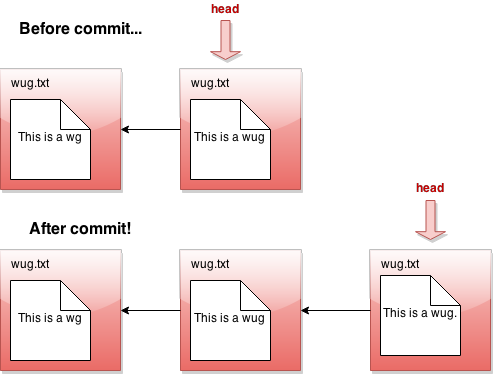 head
Before commit...
wug.txt
This is a wg
wug.txt
This is a wug
head
After commit!
wug.txt
This is a wg
wug.txt
This is a wug
wug.txt
This is a wug.